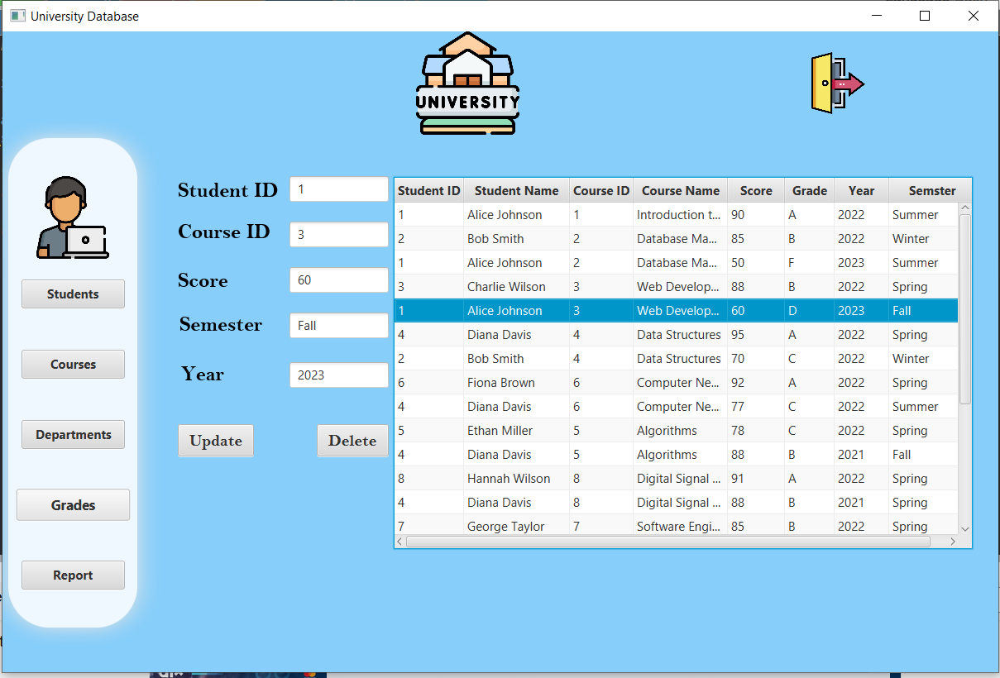 University Database
UNIVERSITY
Student ID 1
Course ID 3
Score 60
Semester Fall
Year 2023
Update Delete
Students
Courses
Departments
Grades
Report
Student ID Student Name Course ID Course Name Score Grade Year Semster
1 Alice Johnson 1 Introduction t... 90 A 2022 Summer
2 Bob Smith 2 Database Ma... 85 B 2022 Winter
1 Alice Johnson 2 Database Ma... 50 F 2023 Summer
3 Charlie Wilson 3 Web Develop... 88 B 2022 Spring
1 Alice Johnson 3 Web Develop... 60 D 2023 Fall
4 Diana Davis 4 Data Structures 95 A 2022 Spring
2 Bob Smith 4 Data Structures 70 C 2022 Winter
6 Fiona Brown 6 Computer Ne... 92 A 2022 Spring
4 Diana Davis 6 Computer Ne... 77 C 2022 Summer
5 Ethan Miller 5 Algorithms 78 C 2022 Spring
4 Diana Davis 5 Algorithms 88 B 2021 Fall
8 Hannah Wilson 8 Digital Signal ... 91 A 2022 Spring
4 Diana Davis 8 Digital Signal ... 88 B 2021 Spring
7 George Taylor 7 Software Engi... 85 B 2022 Spring